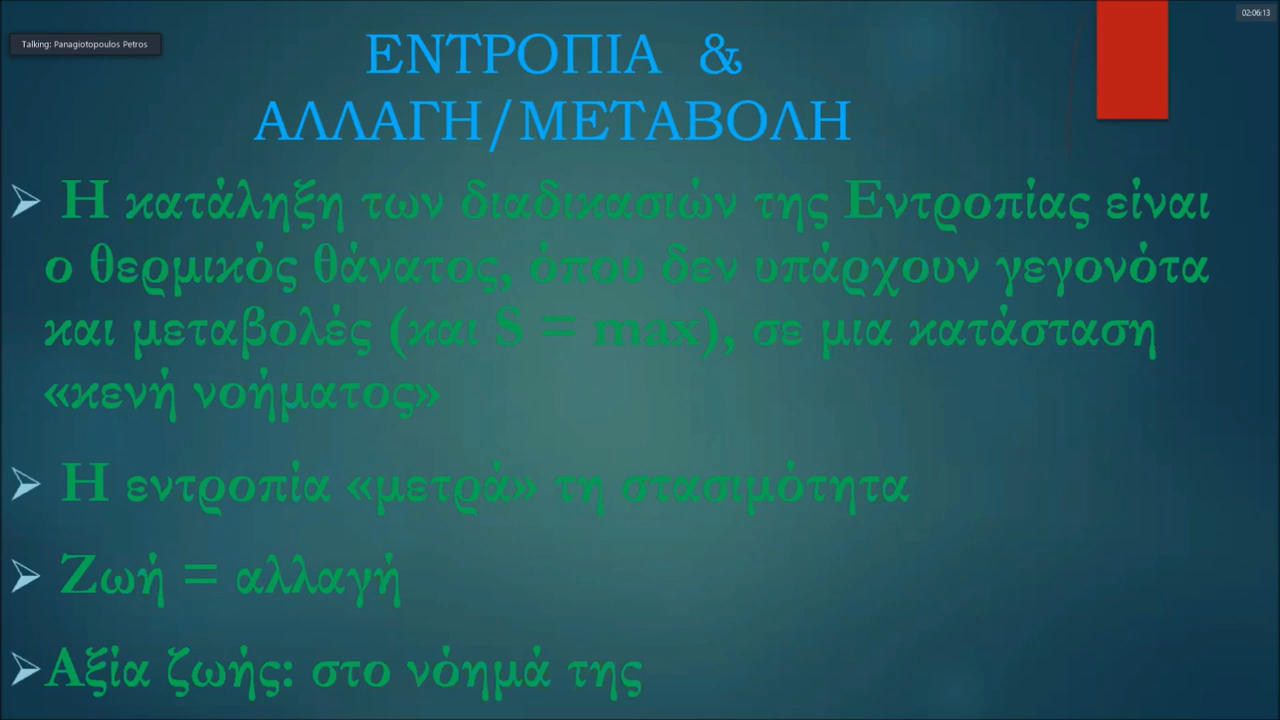 02:06:13
Talking: Panagiotopoulos Petros
ΕΝΤΡΟΠΙΑ &
ΑΛΛΑΓΗ/ΜΕΤΑΒΟΛΗ
Η κατάληξη των διαδικασιών της Εντροπίας είναι
ο θερμικός θάνατος, όπου δεν υπάρχουν γεγονότα
και μεταβολές (και S = max), σε μια κατάσταση
«κενή νοήματος»
Η εντροπία «μετρά» τη στασιμότητα
Ζωή = αλλαγή
Αξία ζωής: στο νόημά της